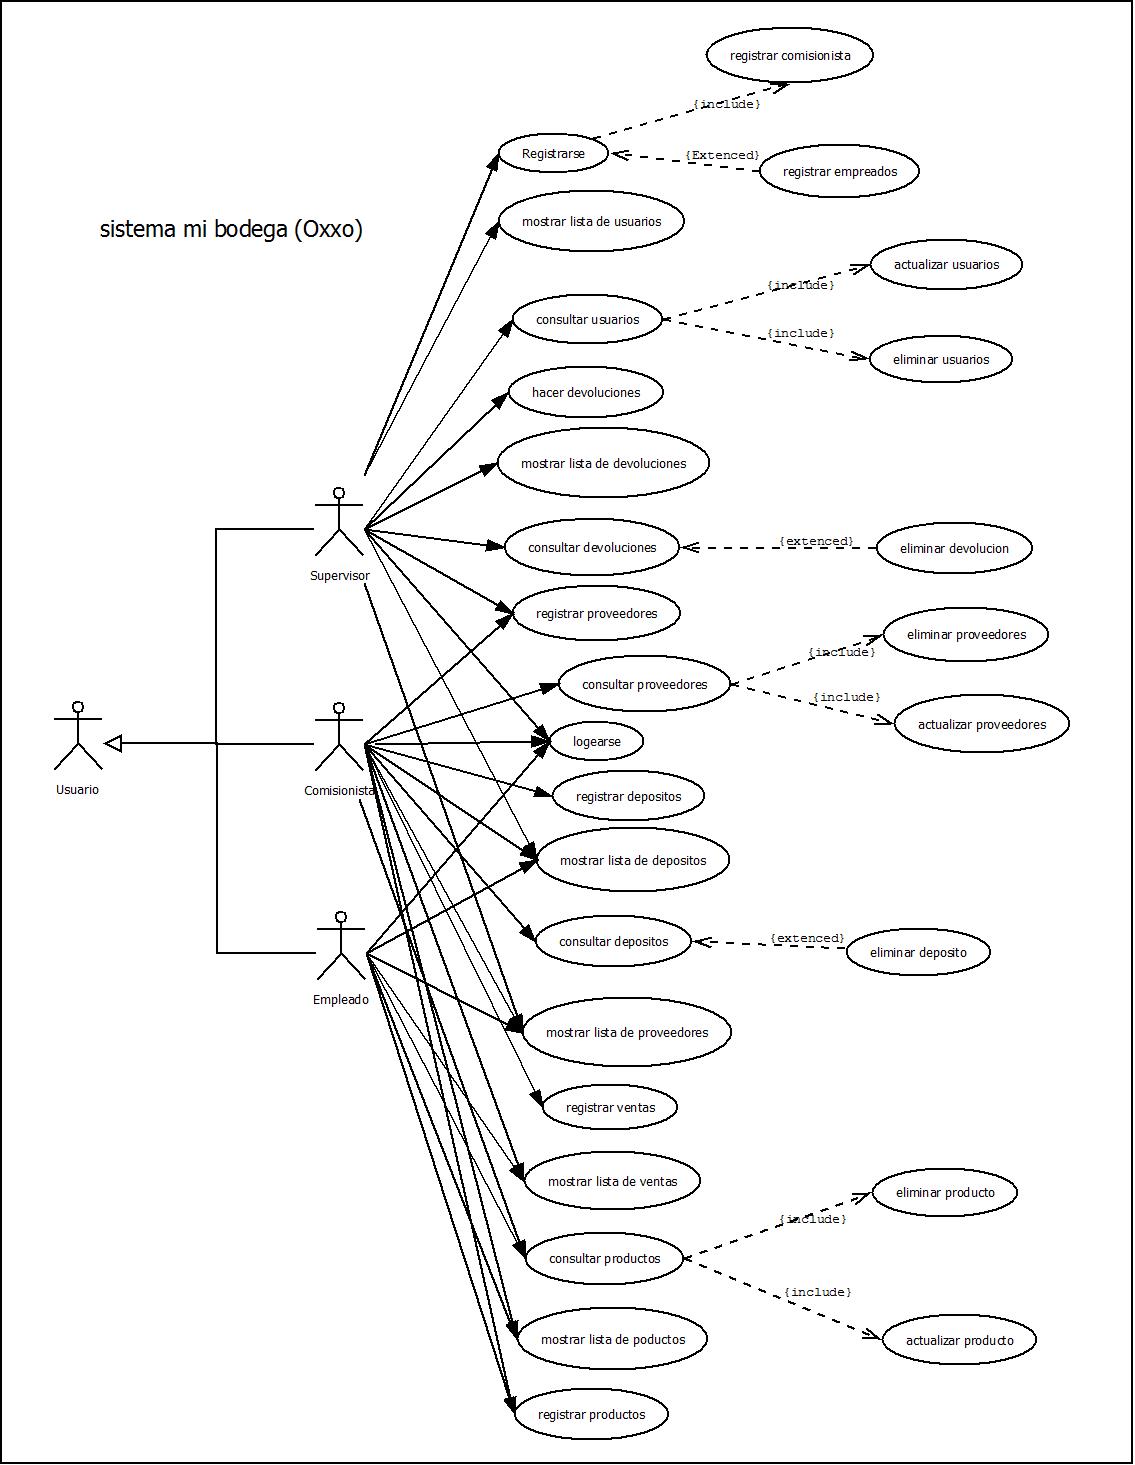 registrar comisionista
{include}
Registrarse
{Extenced}
registrar empreados
mostrar lista de usuarios
sistema mi bodega (Oxxo)
actualizar usuarios
{include}
consultar usuarios
{include}
eliminar usuarios
hacer devoluciones
mostrar lista de devoluciones
consultar devoluciones
{extenced}
eliminar devolucion
Supervisor
registrar proveedores
eliminar proveedores
{include}
consultar proveedores
{include}
actualizar proveedores
logearse
Usuario
Comisionista
registrar depositos
mostrar lista de depositos
consultar depositos
{extenced}
eliminar deposito
Empleado
mostrar lista de proveedores
registrar ventas
mostrar lista de ventas
eliminar producto
{include}
consultar productos
{include}
mostrar lista de poductos
actualizar producto
registrar productos